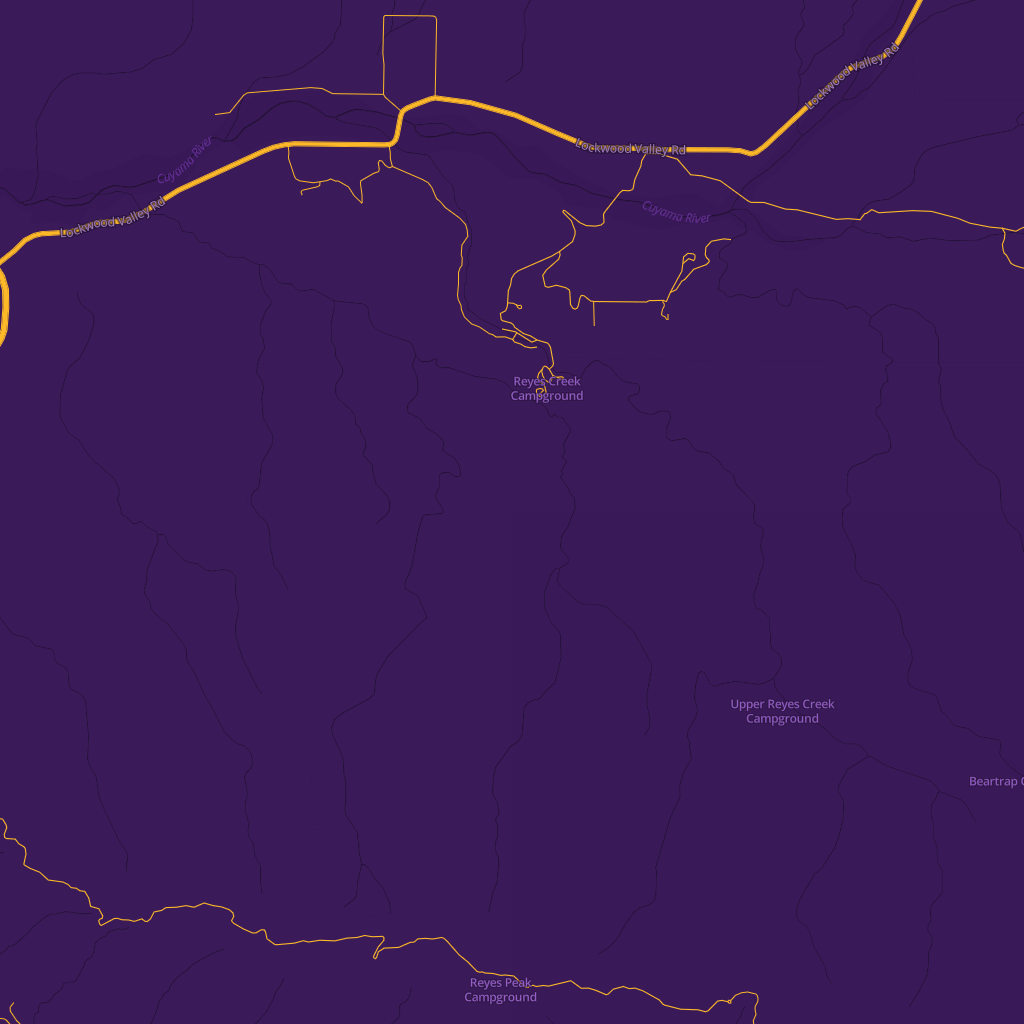 Lockwood Valley Rd
Cuyama River
Lockwood Valley Rd
Lockwood Valley Rd
Cuyama River
Reyes Creek
Campground
Upper Reyes Creek
Campground
Beartrap
Reyes Peak
Campground